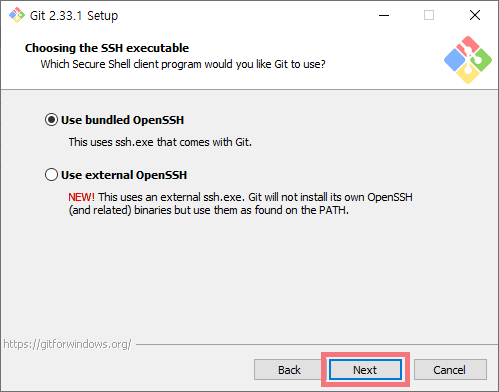 Git 2.33.1 Setup
Choosing the SSH executable
Which Secure Shell client program would you like Git to use?
Use bundled OpenSSH
This uses ssh.exe that comes with Git.
Use external OpenSSH
NEW! This uses an external ssh.exe. Git will not install its own OpenSSH
(and related) binaries but use them as found on the PATH.
https://gitforwindows.org/
Back Next Cancel